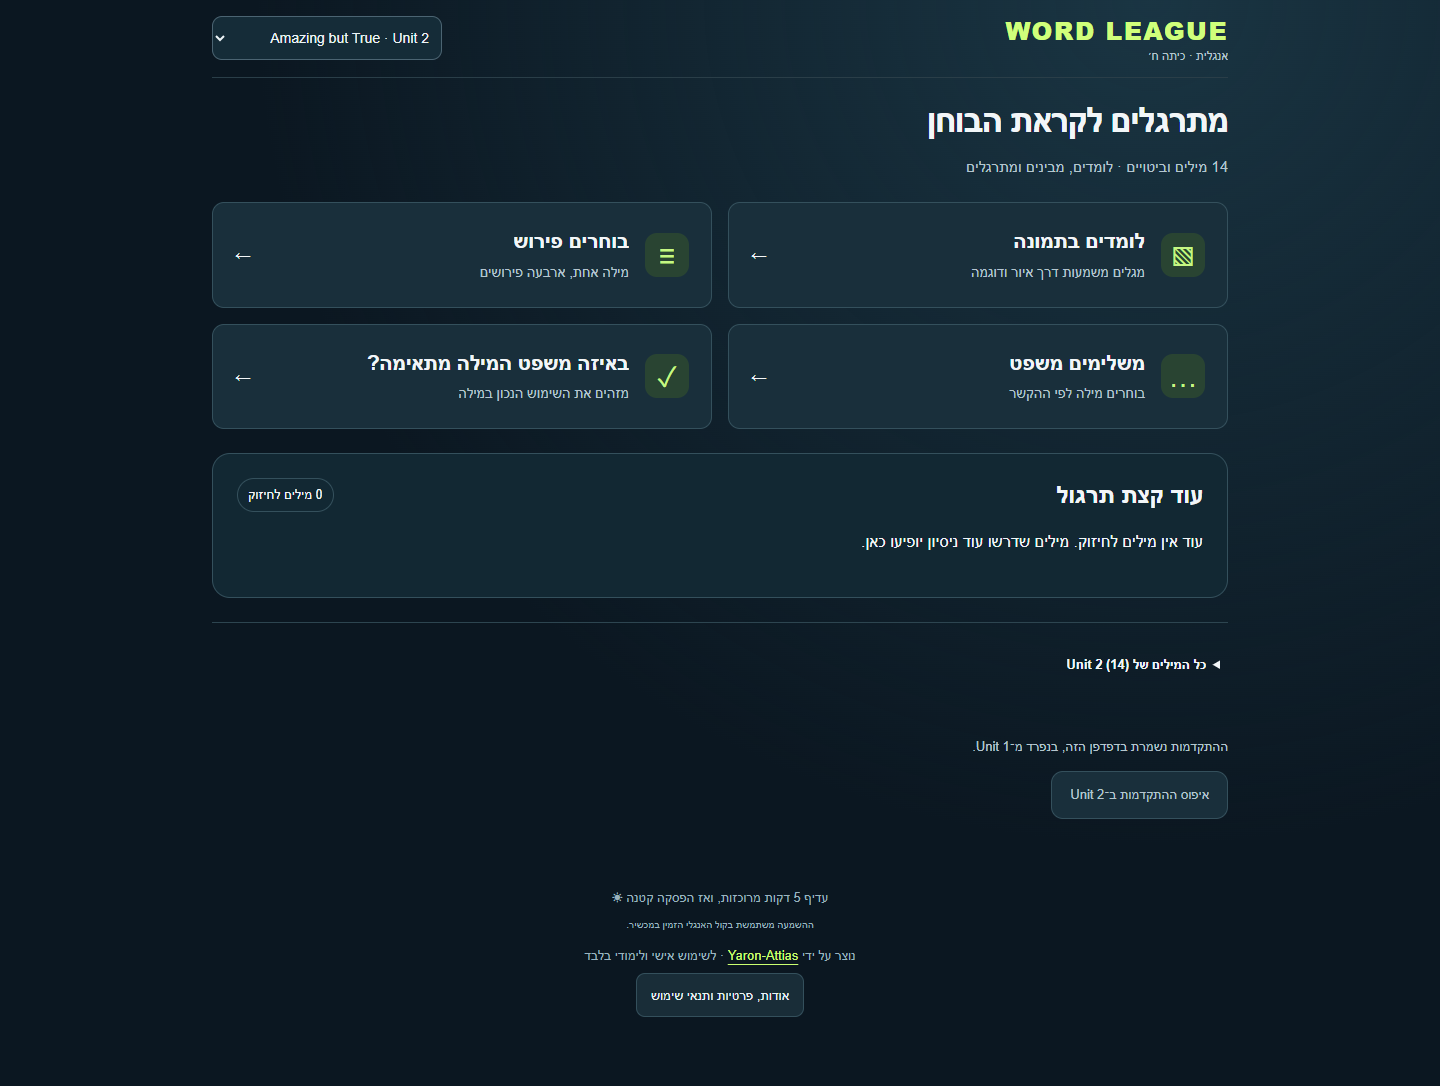 WORD LEAGUE
אנגלית · כיתה ח׳
Amazing but True · Unit 2
מתרגלים לקראת הבוחן
14 מילים וביטויים · לומדים, מבינים ומתרגלים
לומדים בתמונה
מגלים משמעות דרך איור ודוגמה
בוחרים פירוש
מילה אחת, ארבעה פירושים
משלימים משפט
בוחרים מילה לפי ההקשר
באיזה משפט המילה מתאימה?
מזהים את השימוש הנכון במילה
עוד קצת תרגול
0 מילים לחיזוק
עוד אין מילים לחיזוק. מילים שדרשו עוד ניסיון יופיעו כאן.
כל המילים של Unit 2 (14)
ההתקדמות נשמרת בדפדפן הזה, בנפרד מ־Unit 1.
איפוס ההתקדמות ב־Unit 2
עדיף 5 דקות מרוכזות, ואז הפסקה קטנה ☀
ההשמעה משתמשת בקול האנגלי הזמין במכשיר.
נוצר על ידי Yaron-Attias · לשימוש אישי ולימודי בלבד
אודות, פרטיות ותנאי שימוש